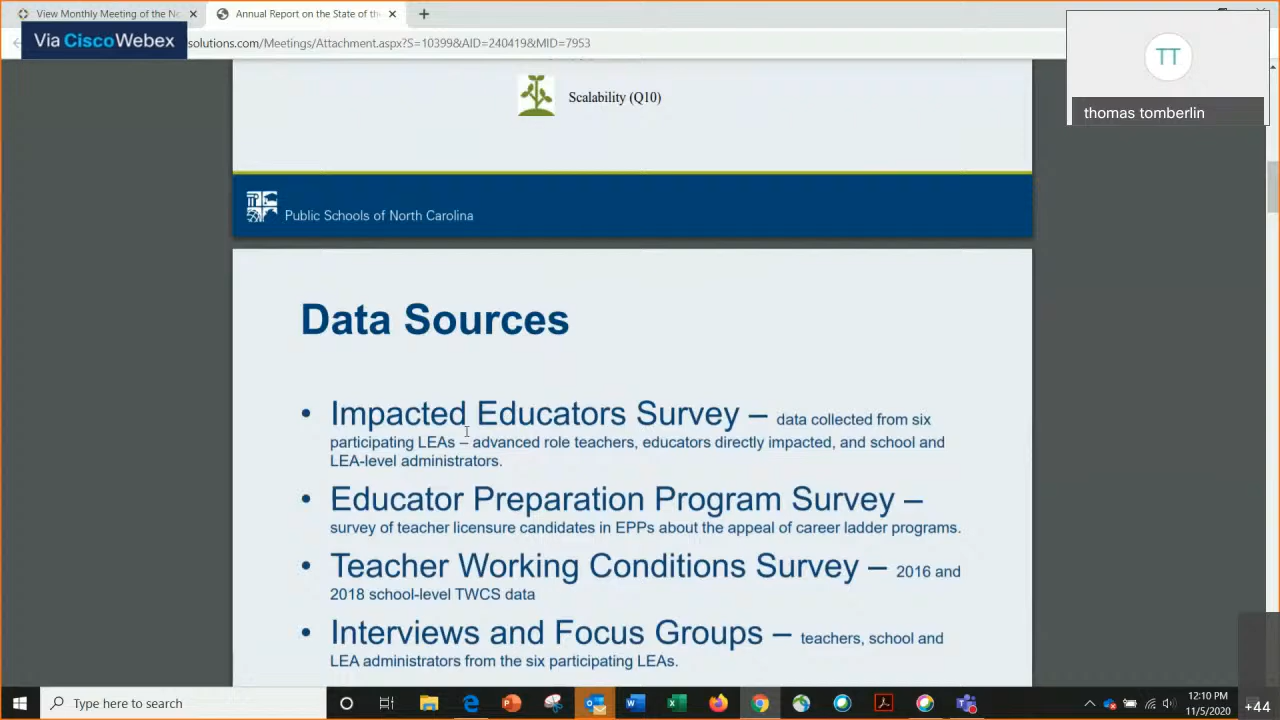 View Monthly Meeting of the No
Annual Report on the State of th
Via CiscoWebex
solutions.com/Meetings/Attachment.aspx?S=10399&AID=240419&MID=7953
TT
thomas tomberlin
Scalability (Q10)
Public Schools of North Carolina
Data Sources
• Impacted Educators Survey – data collected from six
participating LEAs – advanced role teachers, educators directly impacted, and school and
LEA-level administrators.
• Educator Preparation Program Survey –
survey of teacher licensure candidates in EPPs about the appeal of career ladder programs.
• Teacher Working Conditions Survey – 2016 and
2018 school-level TWCS data
• Interviews and Focus Groups – teachers, school and
LEA administrators from the six participating LEAs.
Type here to search
12:10 PM
11/5/2020
+44